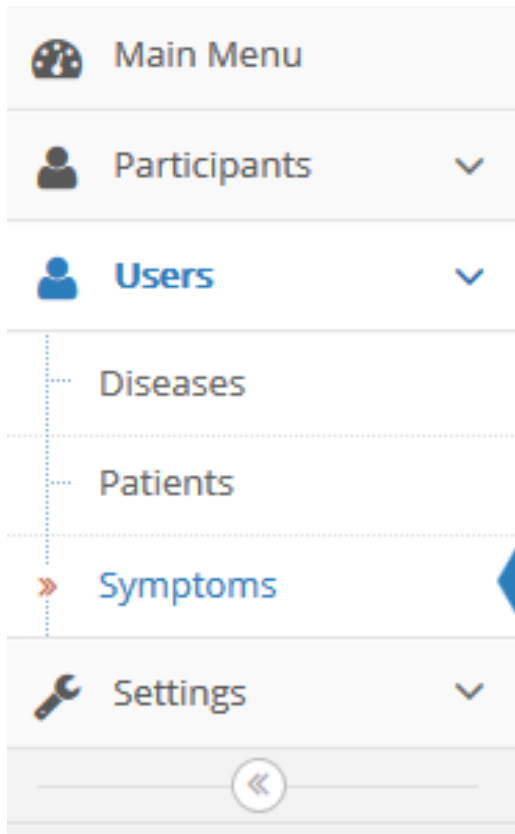 Main Menu
Participants
Users
Diseases
Patients
Symptoms
Settings